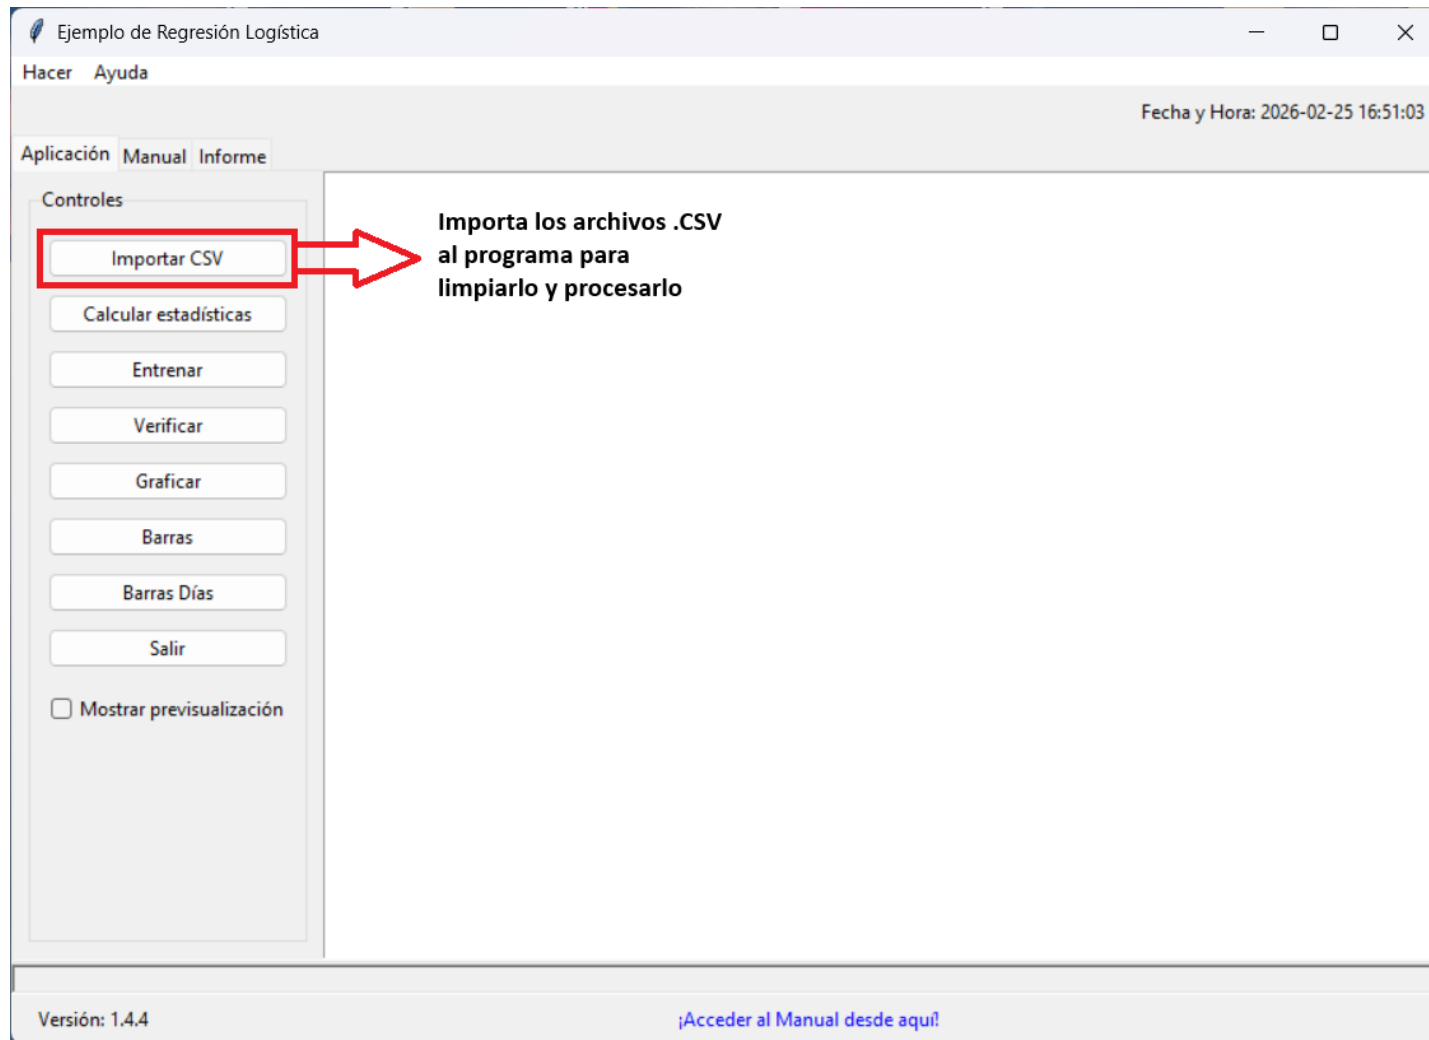 Ejemplo de Regresión Logística
Hacer Ayuda
Fecha y Hora: 2026-02-25 16:51:03
Aplicación Manual Informe
Controles
Importar CSV
Importa los archivos .CSV
al programa para
limpiarlo y procesarlo
Calcular estadísticas
Entrenar
Verificar
Graficar
Barras
Barras Días
Salir
Mostrar previsualización
Versión: 1.4.4
¡Acceder al Manual desde aquí!